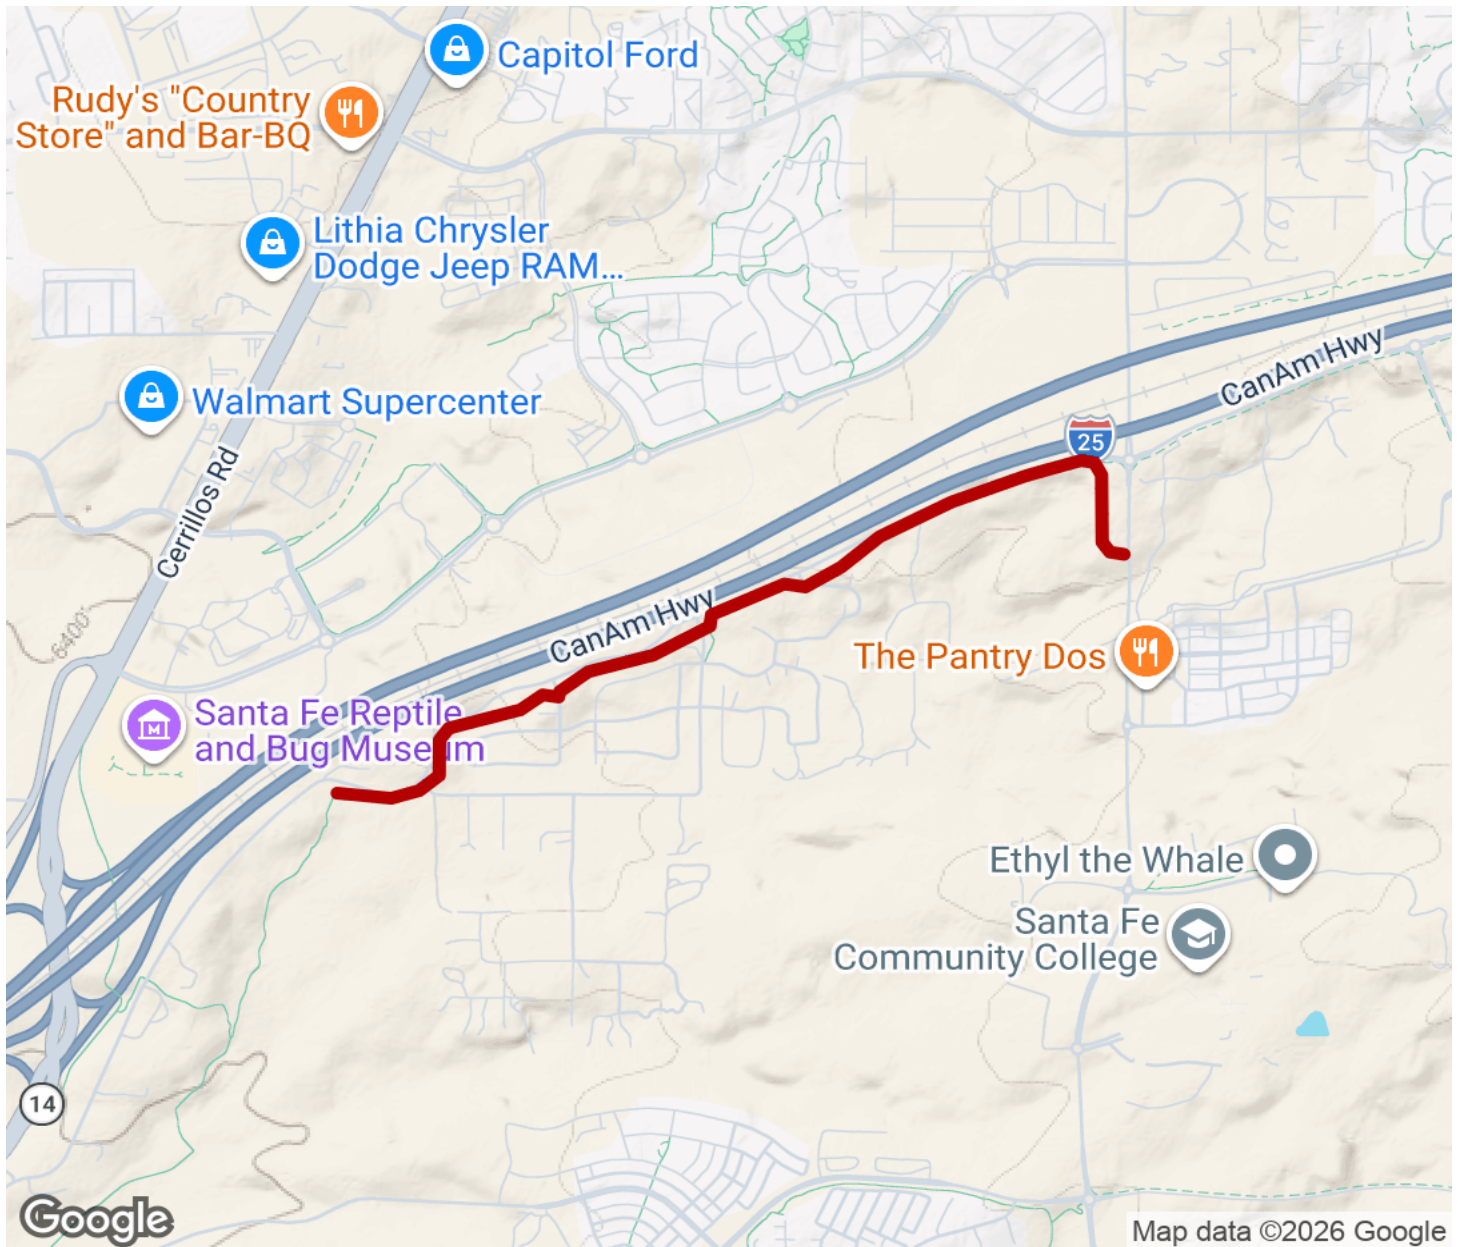 Capitol Ford
Rudy's "Country
Store" and Bar-BQ
Lithia Chrysler
Dodge Jeep RAM...
CanAm Hwy
Walmart Supercenter
25
Cerrillos Rd
CanAm Hwy
6400'
The Pantry Dos
Santa Fe Reptile
and Bug Museum
Ethyl the Whale
Santa Fe
Community College
14
Google
Map data ©2026 Google